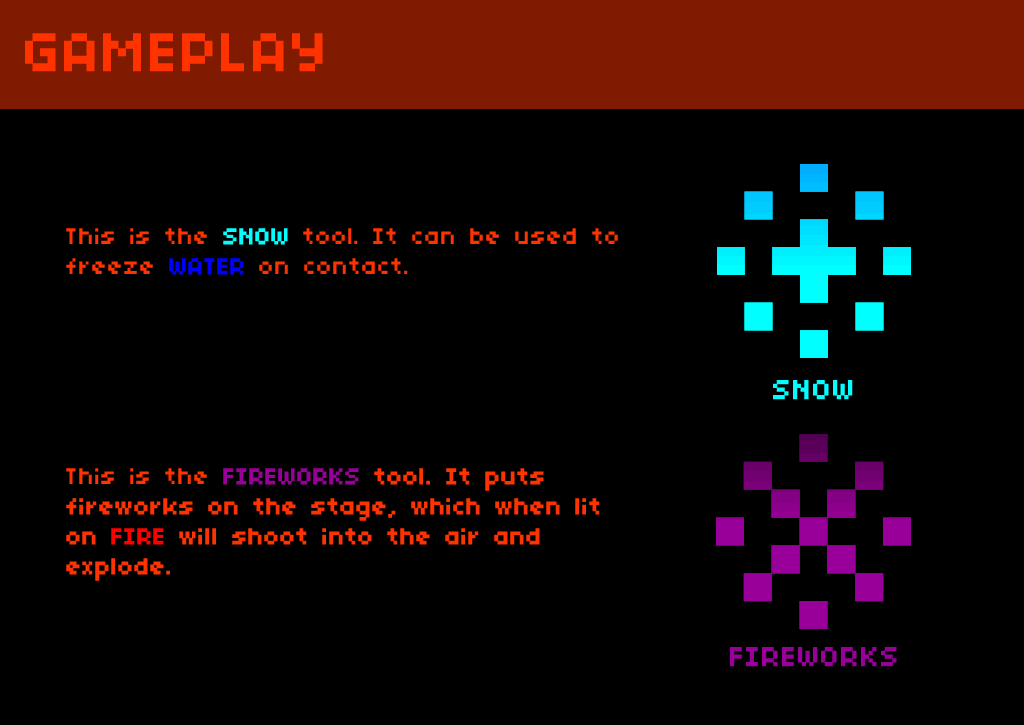 GAMEPLAY
This is the SNOW tool. It can be used to
freeze WATER on contact.
SNOW
This is the FIREWORKS tool. It puts
fireworks on the stage, which when lit
on FIRE will shoot into the air and
explode.
FIREWORKS